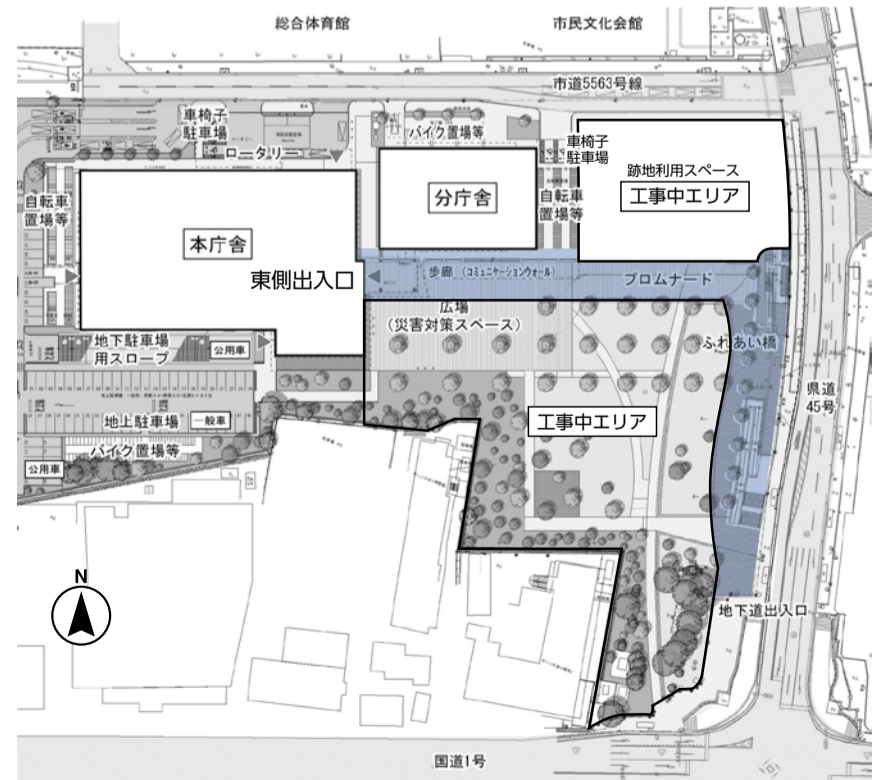 総合体育館
市民文化会館
市道5563号線
車椅子
駐車場
ロータリー
バイク置場等
車椅子
駐車場
跡地利用スペース
工事中エリア
自転車
置場等
本庁舎
分庁舎
自転車
置場等
東側出入口
歩廊(コミュニケーションウォール)
プロムナード
広場
(災害対策スペース)
ふれあい橋
地下駐車場
用スロープ
公用車
県道
45号
地上駐車場
一般車
工事中エリア
バイク置場等
公用車
N
地下道出入口
国道1号